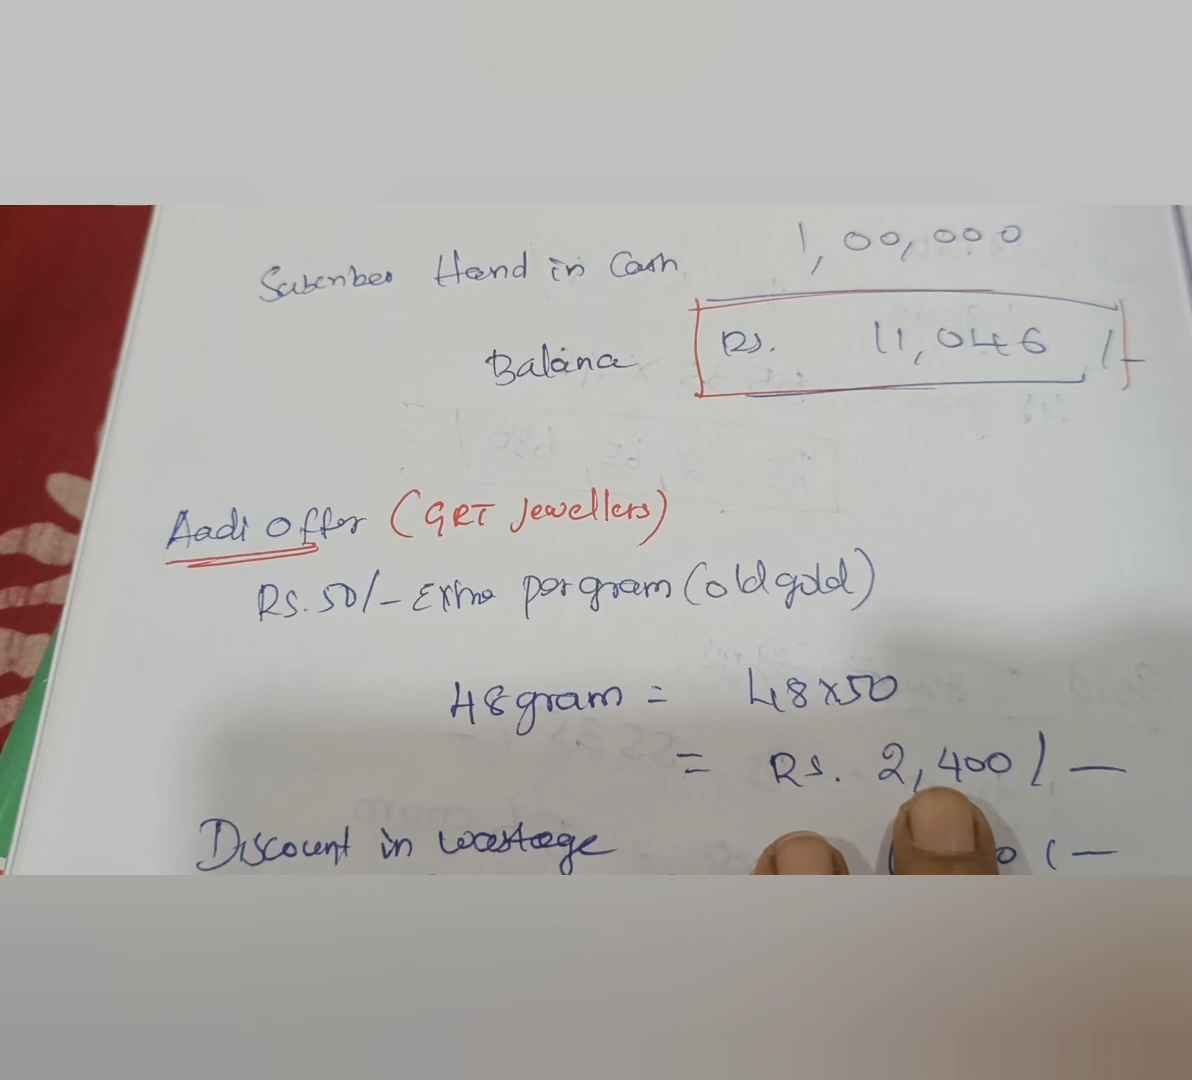 Subscriber Hand in Cash 1,00,000
Balance Rs. 11,046/-
Aadi Offer (GRT Jewellers)
RS. 50/- Extra per gram (old gold)
48 gram = 48x50
= Rs. 2,400/-
Discount in wastage